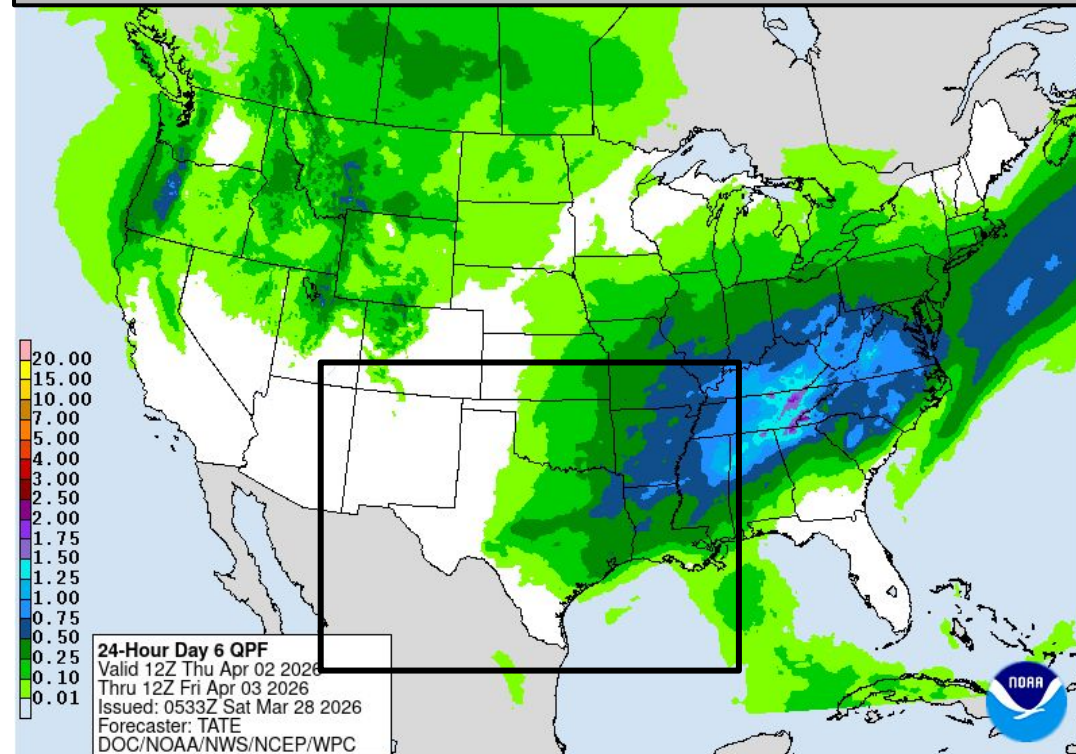 20.00
15.00
10.00
7.00
5.00
4.00
3.00
2.50
2.00
1.75
1.50
1.25
1.00
0.75
0.50
0.25
0.10
0.01
24-Hour Day 6 QPF
Valid 12Z Thu Apr 02 2026
Thru 12Z Fri Apr 03 2026
Issued: 0533Z Sat Mar 28 2026
Forecaster: TATE
DOC/NOAA/NWS/NCEP/WPC
NOAA